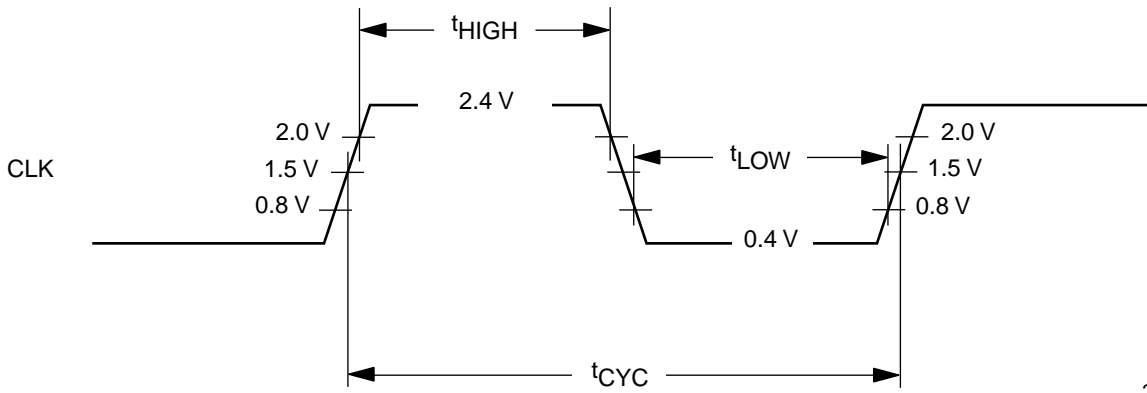 tHIGH
2.4 V
2.0 V
2.0 V
CLK
1.5 V
tLOW
1.5 V
0.8 V
0.8 V
0.4 V
tCYC